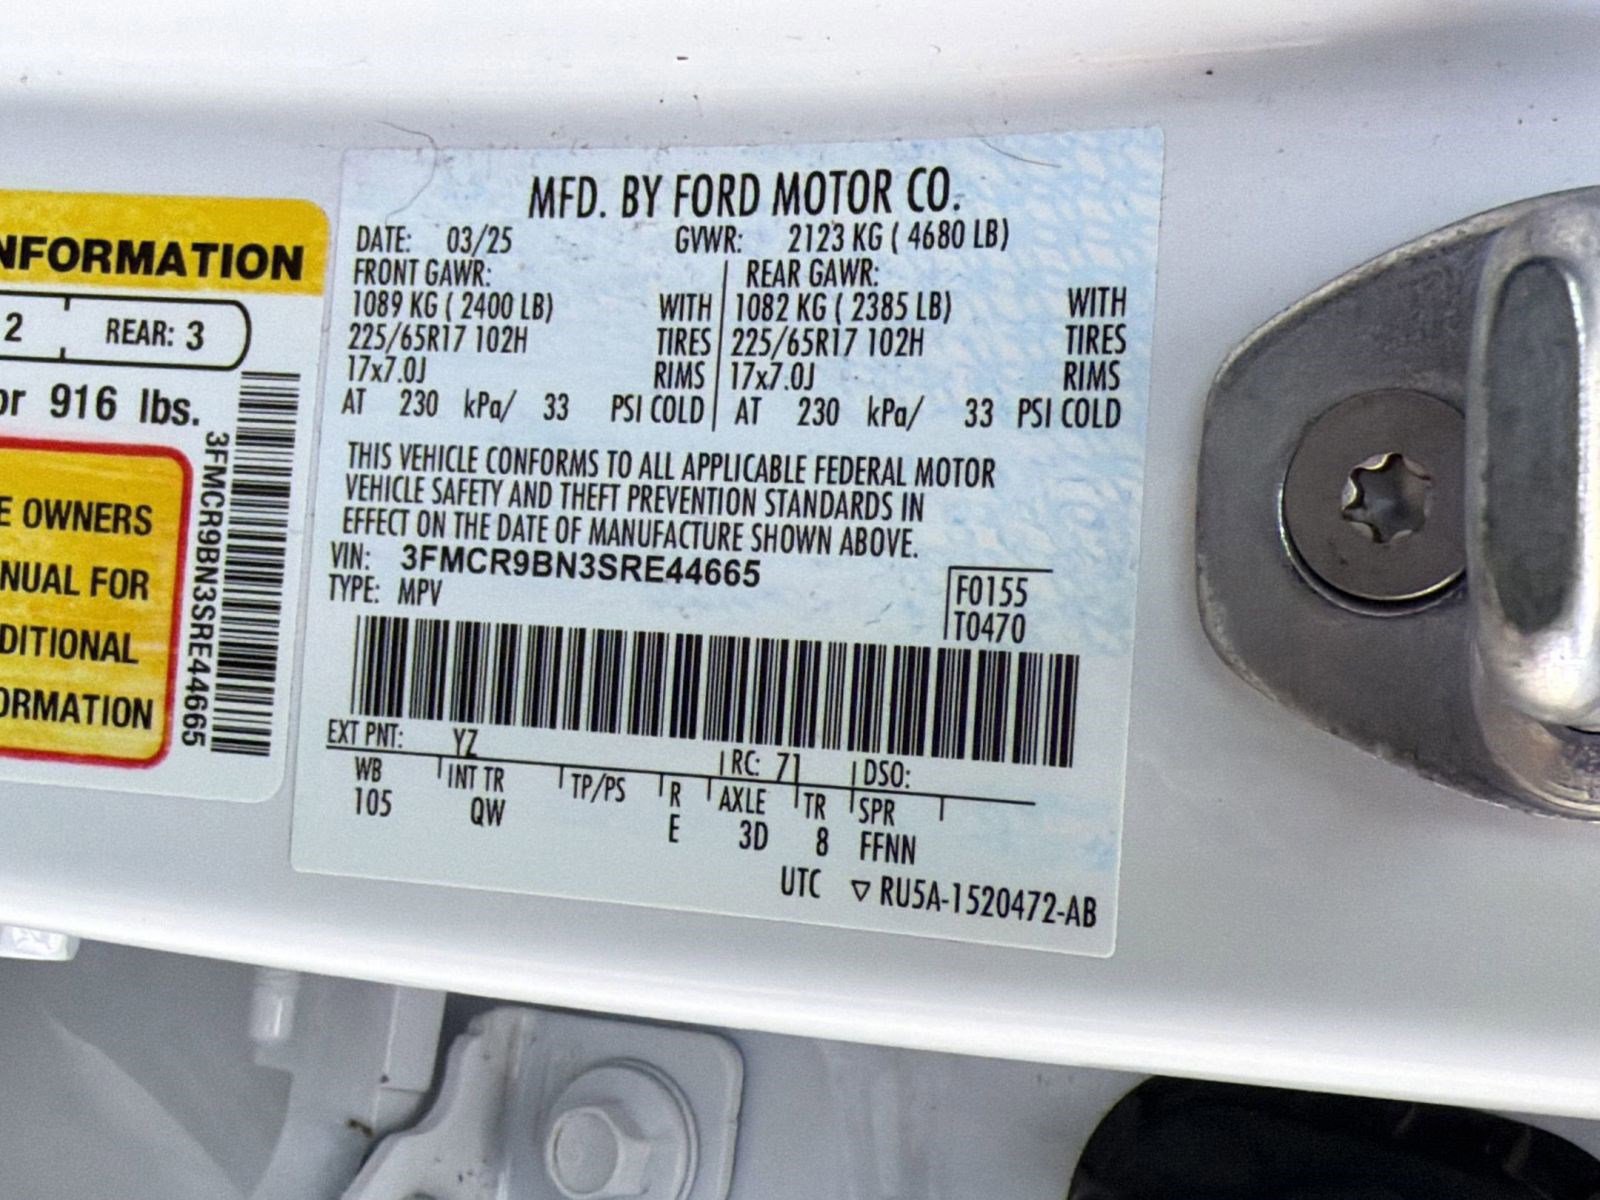 NFORMATION
2 REAR: 3
or 916 lbs.
E OWNERS
NUAL FOR
DITIONAL
ORMATION
3FMCR9BN3SRE44665
MFD. BY FORD MOTOR CO.
DATE: 03/25 GVWR: 2123 KG ( 4680 LB)
FRONT GAWR: REAR GAWR:
1089 KG ( 2400 LB) WITH 1082 KG ( 2385 LB) WITH
225/65R17 102H TIRES 225/65R17 102H TIRES
17x7.0J RIMS 17x7.0J RIMS
AT 230 kPa/ 33 PSI COLD AT 230 kPa/ 33 PSI COLD
THIS VEHICLE CONFORMS TO ALL APPLICABLE FEDERAL MOTOR
VEHICLE SAFETY AND THEFT PREVENTION STANDARDS IN
EFFECT ON THE DATE OF MANUFACTURE SHOWN ABOVE.
VIN: 3FMCR9BN3SRE44665
TYPE: MPV
F0155
T0470
EXT PNT: YZ RC: 71 DSO:
WB INT TR TP/PS R AXLE TR SPR
105 QW E 3D 8 FFNN
UTC ▽ RU5A-1520472-AB